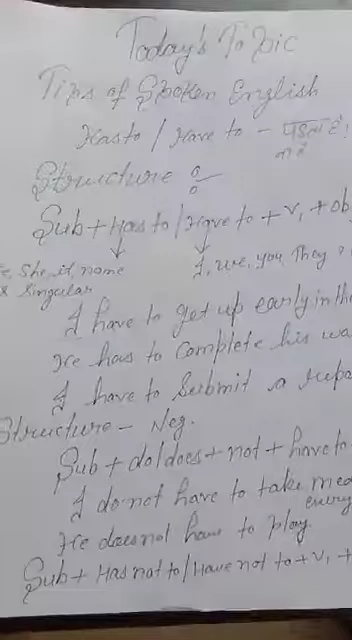 Today's Topic
Tips of Spoken English
Has to / Have to - पड़ता है।
ना है
Structure :-
Sub + Has to / Have to + V₁ + ob
He, She, it, name
& Singular
I, we, you, They
I have to get up early in the
He has to complete his wo
I have to Submit a repo
Structure - Neg.
Sub + do/does + not + have to
I do not have to take med
every
He does not have to play
Sub + Has not to / Have not to + V₁ +